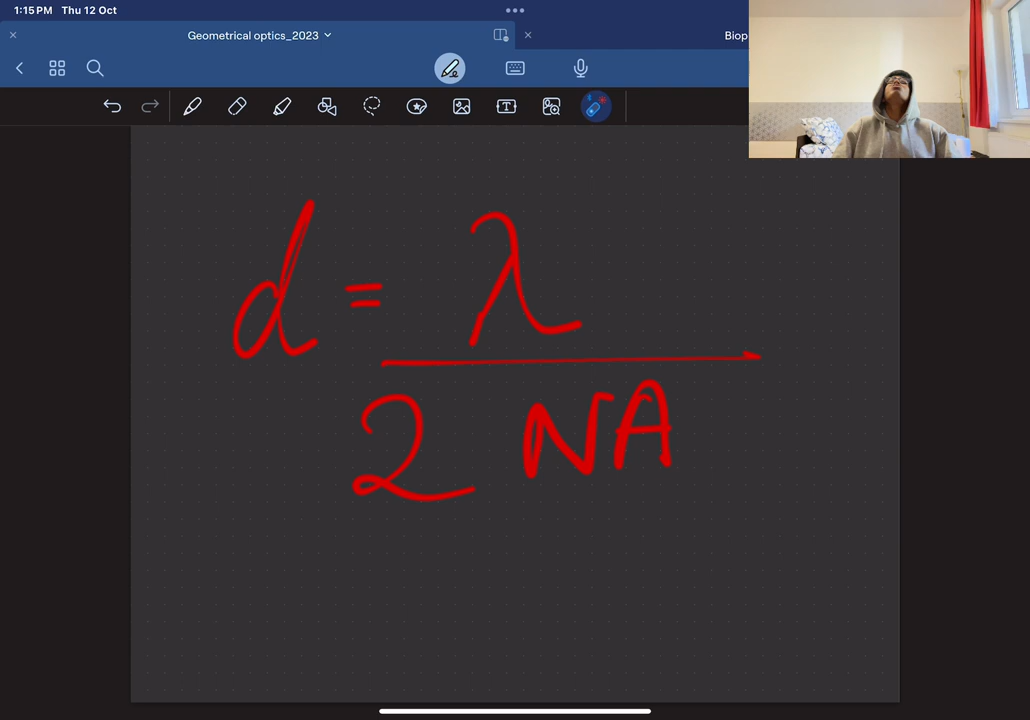 1:15 PM Thu 12 Oct
Geometrical optics_2023
Biop
d = λ
2 NA